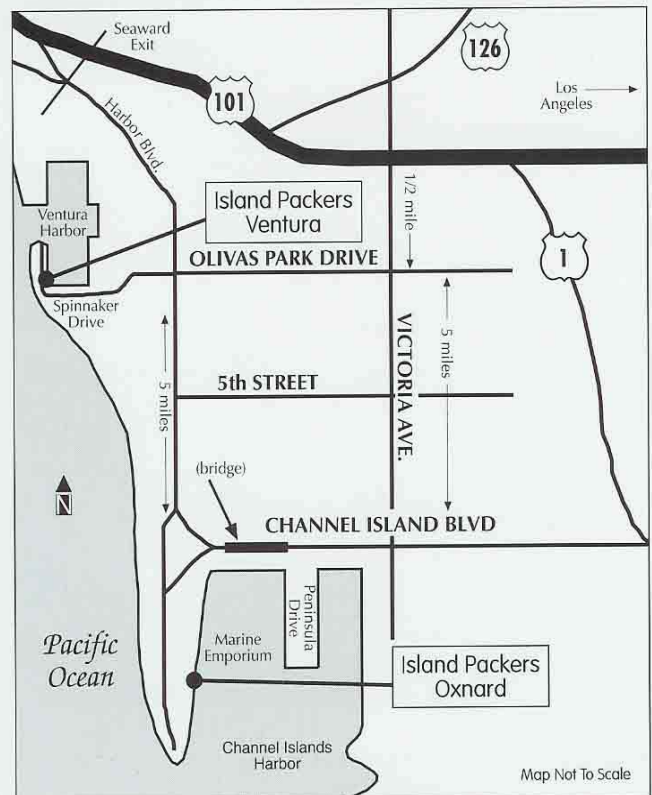 Seaward
Exit
126
101
Los
Angeles
Harbor Blvd.
Island Packers
Ventura
Ventura
Harbor
1/2 mile
1
OLIVAS PARK DRIVE
Spinnaker
Drive
5 miles
VICTORIA AVE.
5 miles
5th STREET
(bridge)
N
CHANNEL ISLAND BLVD
Peninsula
Drive
Pacific
Ocean
Marine
Emporium
Island Packers
Oxnard
Channel Islands
Harbor
Map Not To Scale